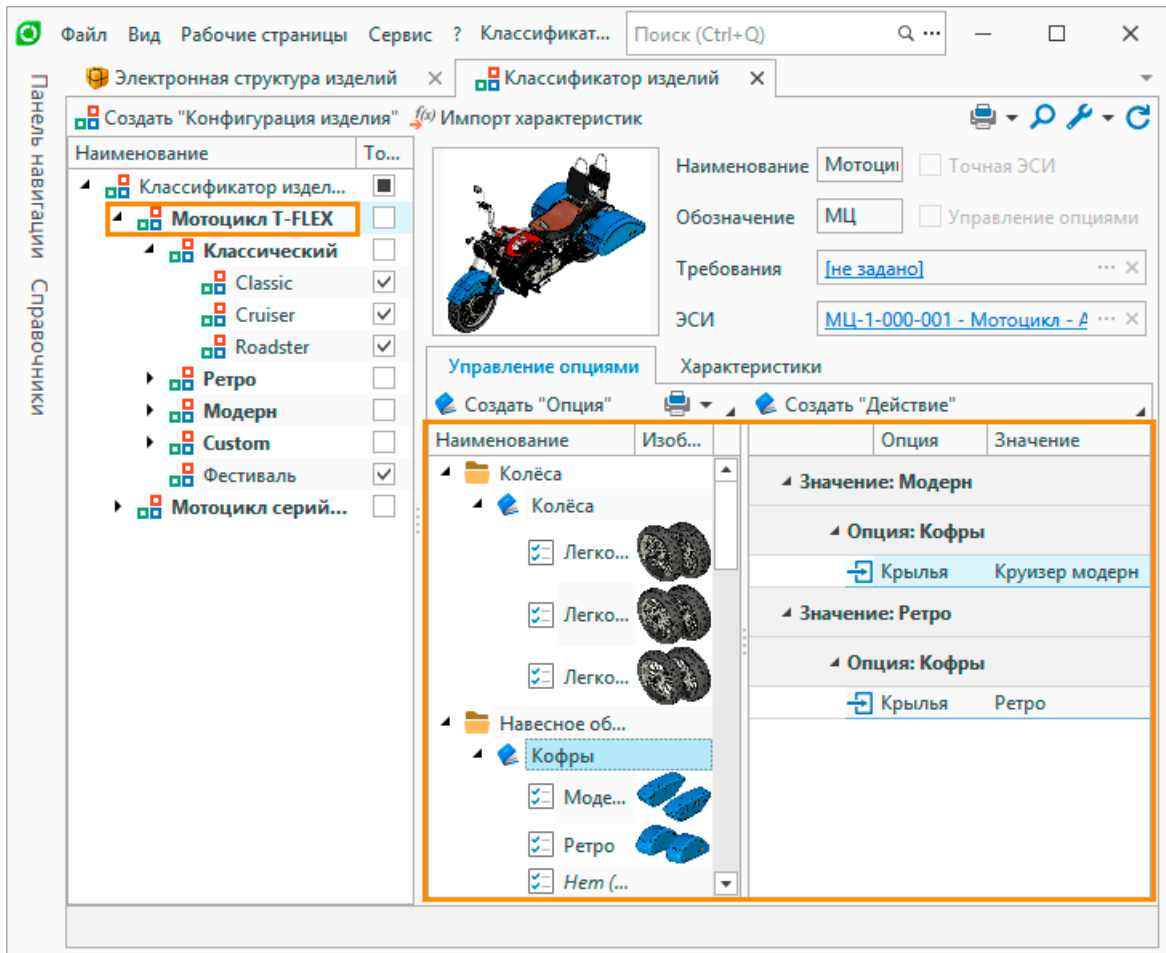 Файл Вид Рабочие страницы Сервис ? Классификат... Поиск (Ctrl+Q)
Панель навигации
Справочники
Электронная структура изделий
Классификатор изделий
Создать "Конфигурация изделия" f(x) Импорт характеристик
Наименование То...
Классификатор издел...
Мотоцикл T-FLEX
Классический
Classic
Cruiser
Roadster
Ретро
Модерн
Custom
Фестиваль
Мотоцикл серий...
Наименование Мотоци Точная ЭСИ
Обозначение МЦ Управление опциями
Требования [не задано] ...
ЭСИ МЦ-1-000-001 - Мотоцикл - А ...
Управление опциями Характеристики
Создать "Опция" Создать "Действие"
Наименование Изоб...
Колёса
Колёса
Легко...
Легко...
Легко...
Навесное об...
Кофры
Моде...
Ретро
Нет (...
Опция Значение
Значение: Модерн
Опция: Кофры
Крылья Круизер модерн
Значение: Ретро
Опция: Кофры
Крылья Ретро